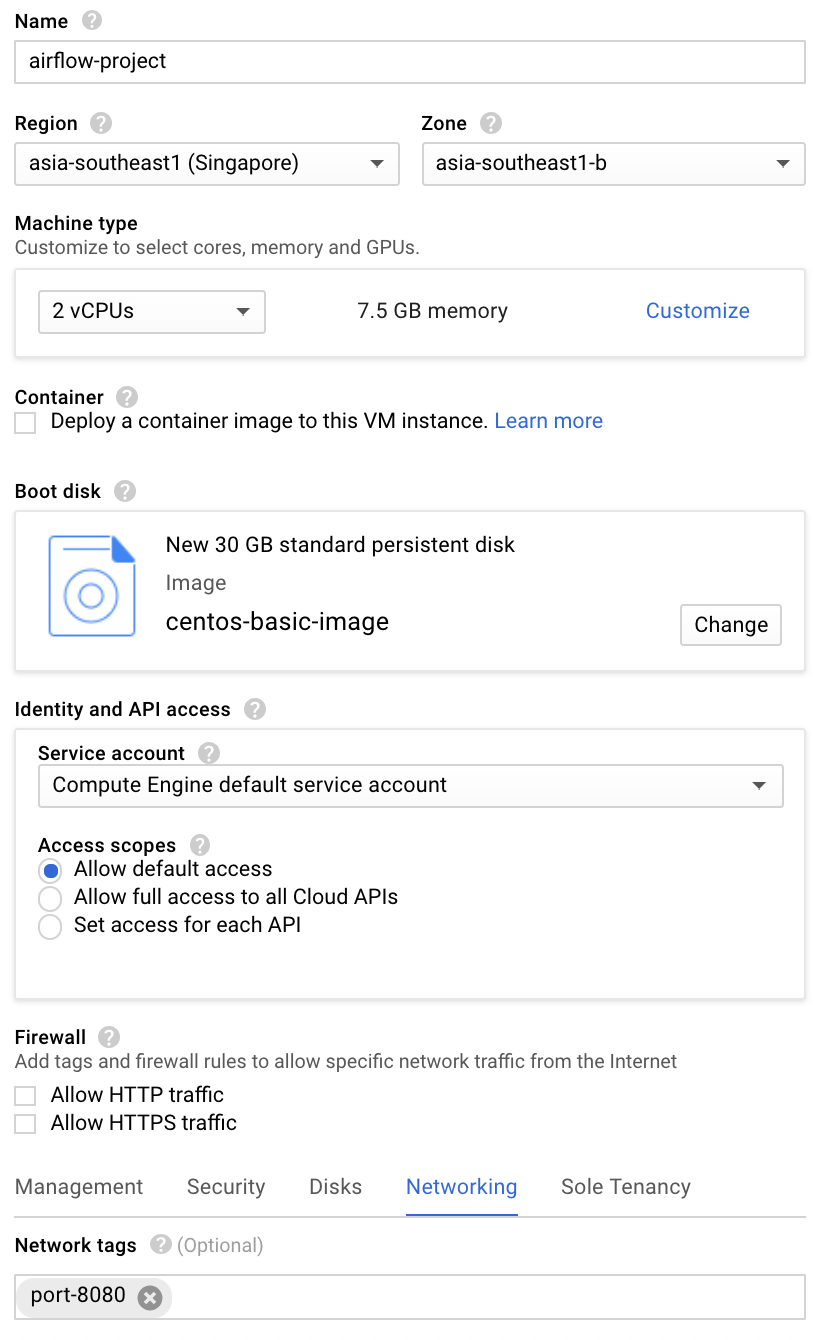 Name ?
airflow-project
Region ? Zone ?
asia-southeast1 (Singapore) asia-southeast1-b
Machine type
Customize to select cores, memory and GPUs.
2 vCPUs 7.5 GB memory Customize
Container ?
Deploy a container image to this VM instance. Learn more
Boot disk ?
New 30 GB standard persistent disk
Image
centos-basic-image
Change
Identity and API access ?
Service account ?
Compute Engine default service account
Access scopes ?
Allow default access
Allow full access to all Cloud APIs
Set access for each API
Firewall ?
Add tags and firewall rules to allow specific network traffic from the Internet
Allow HTTP traffic
Allow HTTPS traffic
Management Security Disks Networking Sole Tenancy
Network tags ? (Optional)
port-8080